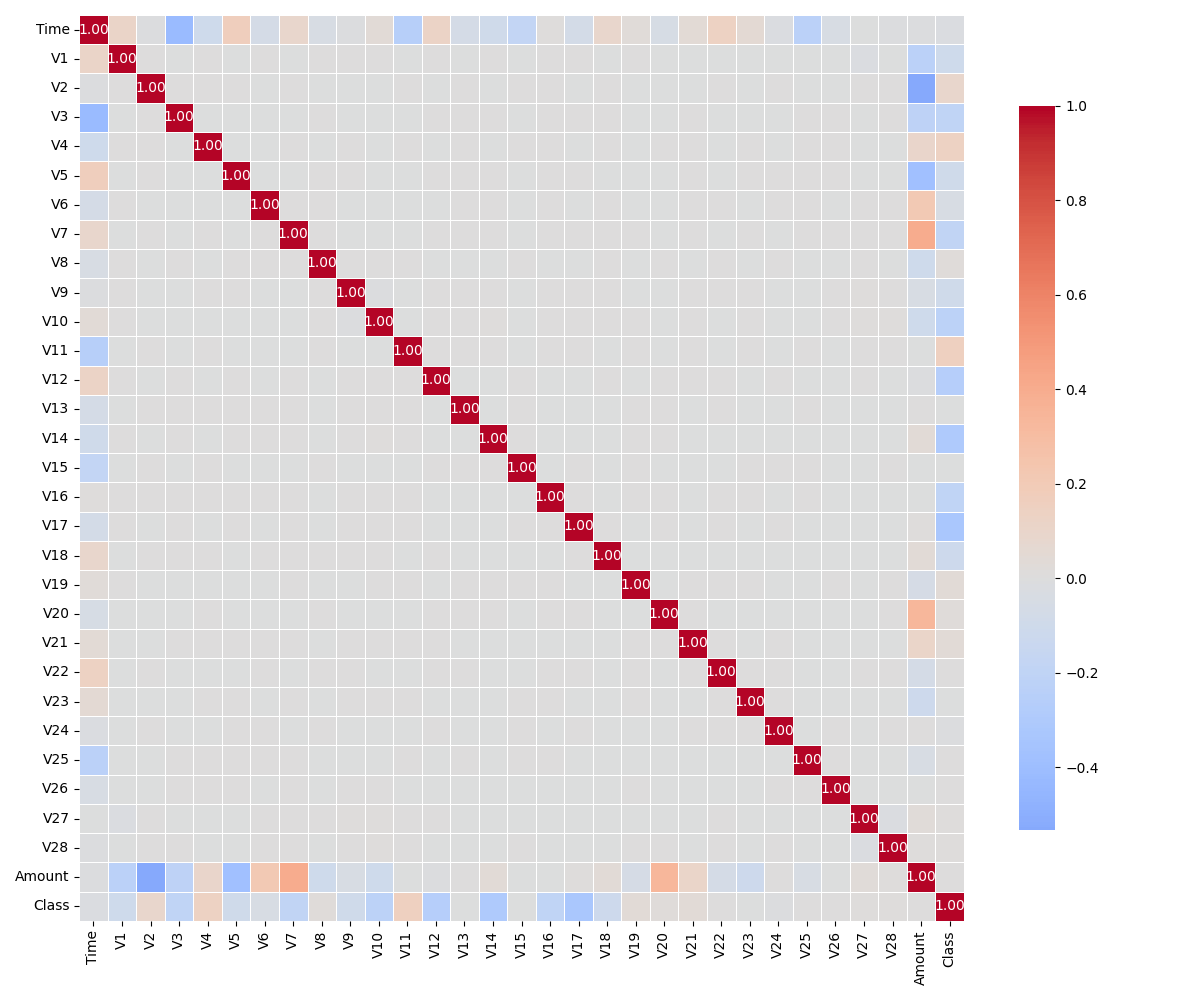 Time 1.00
V1 1.00
V2 1.00
V3 1.00
V4 1.00
V5 1.00
V6 1.00
V7 1.00
V8 1.00
V9 1.00
V10 1.00
V11 1.00
V12 1.00
V13 1.00
V14 1.00
V15 1.00
V16 1.00
V17 1.00
V18 1.00
V19 1.00
V20 1.00
V21 1.00
V22 1.00
V23 1.00
V24 1.00
V25 1.00
V26 1.00
V27 1.00
V28 1.00
Amount 1.00
Class 1.00
Time V1 V2 V3 V4 V5 V6 V7 V8 V9 V10 V11 V12 V13 V14 V15 V16 V17 V18 V19 V20 V21 V22 V23 V24 V25 V26 V27 V28 Amount Class
1.0
0.8
0.6
0.4
0.2
0.0
−0.2
−0.4